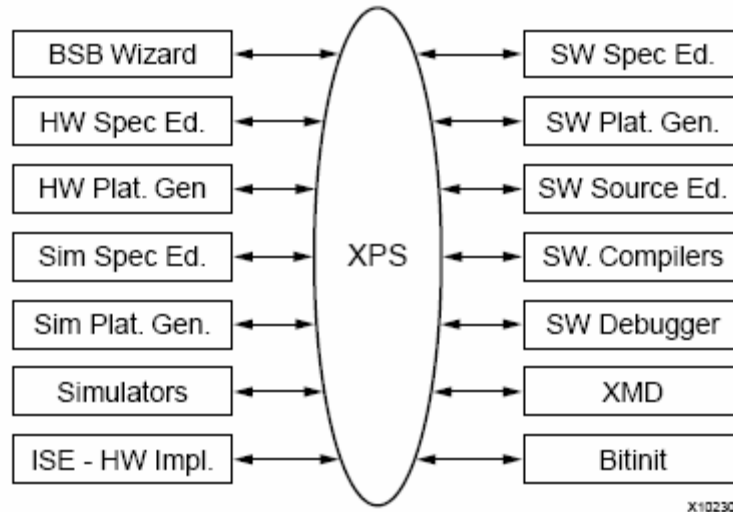 BSB Wizard
SW Spec Ed.
HW Spec Ed.
SW Plat. Gen.
HW Plat. Gen
SW Source Ed.
Sim Spec Ed.
XPS
SW. Compilers
Sim Plat. Gen.
SW Debugger
Simulators
XMD
ISE - HW Impl.
Bitinit
X10230